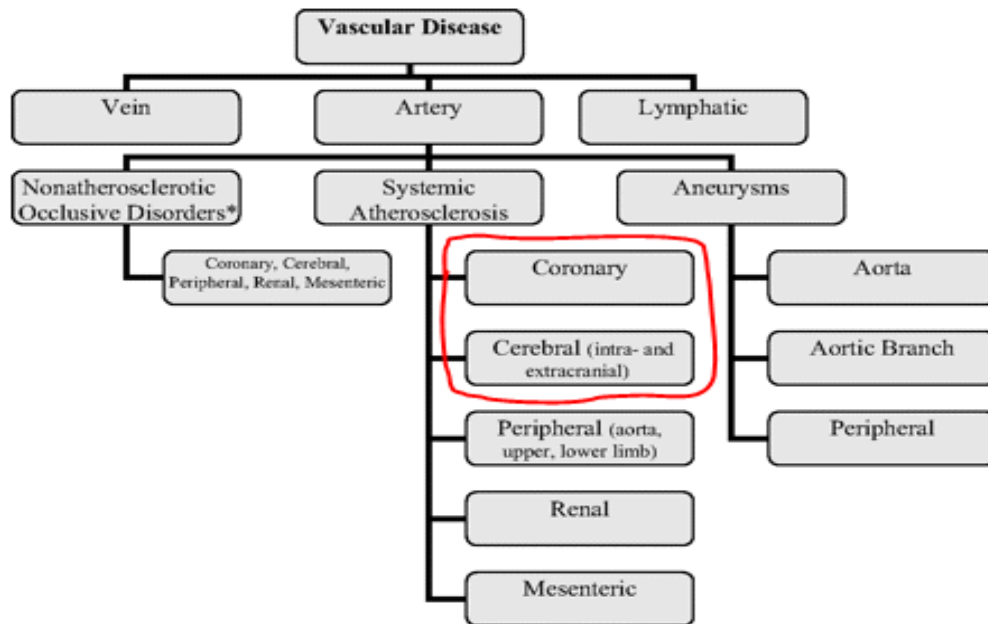 Vascular Disease
Vein
Artery
Lymphatic
Nonatherosclerotic
Occlusive Disorders*
Systemic
Atherosclerosis
Aneurysms
Coronary, Cerebral,
Peripheral, Renal, Mesenteric
Coronary
Cerebral (intra- and
extracranial)
Peripheral (aorta,
upper, lower limb)
Renal
Mesenteric
Aorta
Aortic Branch
Peripheral